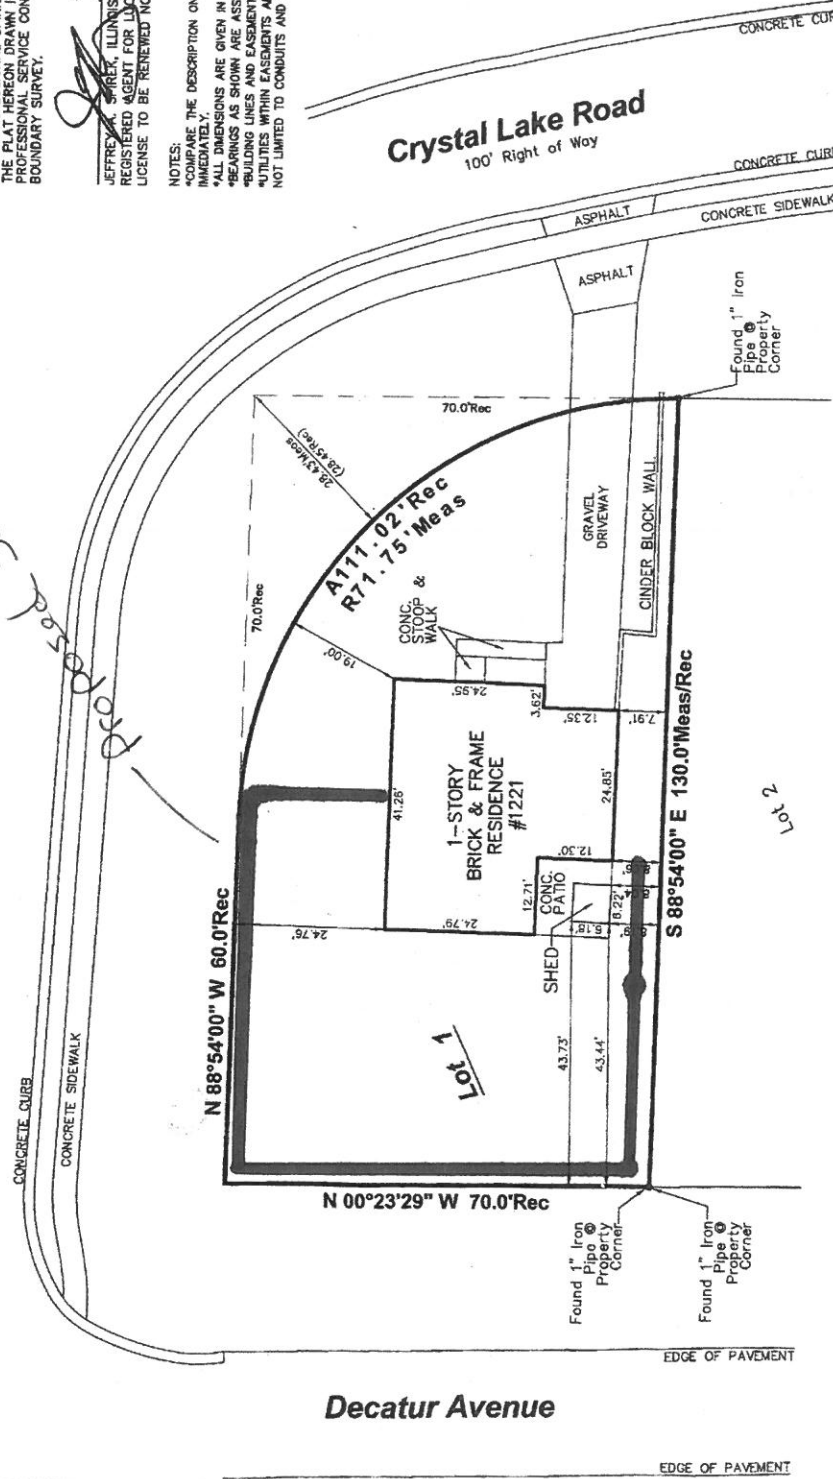 THE PLAT HEREON DRAWN
PROFESSIONAL SERVICE CON
BOUNDARY SURVEY.
REGISTERED AGENT FOR
LICENSE TO BE RENEWED NO
NOTES:
*COMPARE THE DESCRIPTION ON
IMMEDIATELY.
*ALL DIMENSIONS ARE GIVEN IN
*BEARINGS AS SHOWN ARE ASS
*BUILDING LINES AND EASEMENT
*UTILITIES WITHIN EASEMENTS A
NOT LIMITED TO CONDUITS AND
CONCRETE CUR
Crystal Lake Road
100' Right of Way
CONCRETE CURB
CONCRETE SIDEWALK
ASPHALT
ASPHALT
Found 1" Iron
Pipe @
Property
Corner
70.0'Rec
28.43'Meas
(28.45'Rec)
A111.02'Rec
R71.75'Meas
70.0'Rec
Proposed
19.00'
CONC.
STOOP &
WALK
GRAVEL
DRIVEWAY
CINDER BLOCK WALL
24.95'
3.62'
12.35'
7.91'
41.26'
1-STORY
BRICK & FRAME
RESIDENCE
#1221
24.85'
12.30'
12.71'
CONC.
PATIO
8.22'
6.18'
SHED
24.79'
24.76'
N 88°54'00" W 60.0'Rec
S 88°54'00" E 130.0'Meas/Rec
Lot 2
Lot 1
43.73'
43.44'
N 00°23'29" W 70.0'Rec
Found 1" Iron
Pipe @
Property
Corner
Found 1" Iron
Pipe @
Property
Corner
CONCRETE CURB
CONCRETE SIDEWALK
EDGE OF PAVEMENT
Decatur Avenue
EDGE OF PAVEMENT